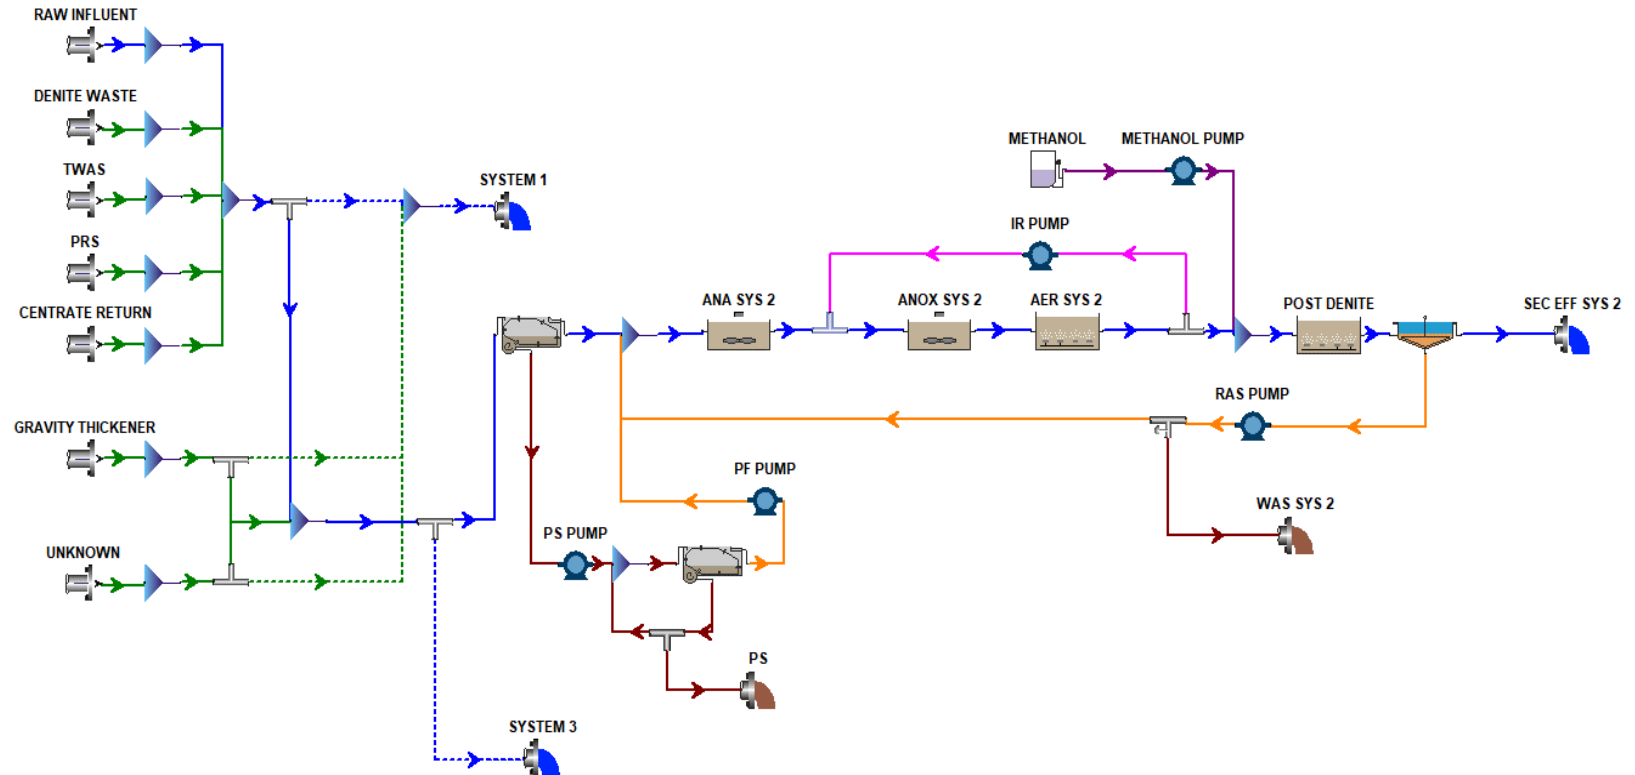 RAW INFLUENT
DENITE WASTE
TWAS
PRS
CENTRATE RETURN
GRAVITY THICKENER
UNKNOWN
SYSTEM 1
SYSTEM 3
METHANOL
METHANOL PUMP
IR PUMP
ANA SYS 2
ANOX SYS 2
AER SYS 2
POST DENITE
SEC EFF SYS 2
RAS PUMP
PF PUMP
PS PUMP
WAS SYS 2
PS